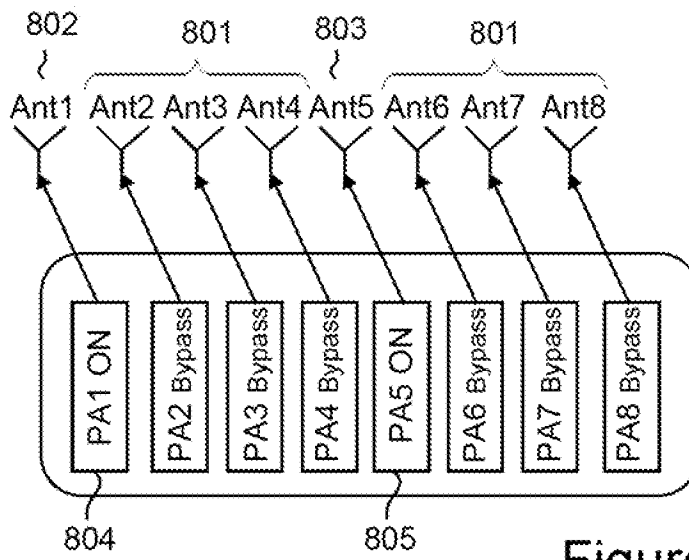 802 801 803 801
Ant1 Ant2 Ant3 Ant4 Ant5 Ant6 Ant7 Ant8
PA1 ON
PA2 Bypass
PA3 Bypass
PA4 Bypass
PA5 ON
PA6 Bypass
PA7 Bypass
PA8 Bypass
804 805
Figure